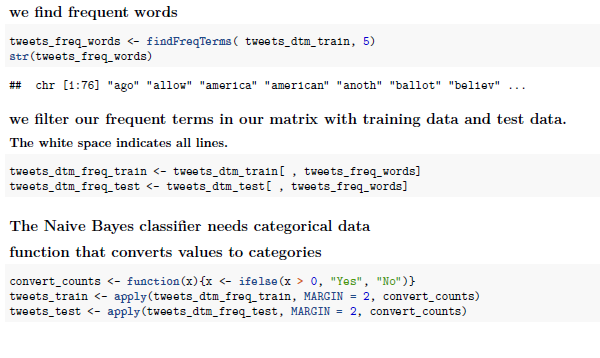 we find frequent words
tweets_freq_words <- findFreqTerms( tweets_dtm_train, 5)
str(tweets_freq_words)
## chr [1:76] "ago" "allow" "america" "american" "anoth" "ballot" "believ" ...
we filter our frequent terms in our matrix with training data and test data.
The white space indicates all lines.
tweets_dtm_freq_train <- tweets_dtm_train[ , tweets_freq_words]
tweets_dtm_freq_test <- tweets_dtm_test[ , tweets_freq_words]
The Naive Bayes classifier needs categorical data
function that converts values to categories
convert_counts <- function(x){x <- ifelse(x > 0, "Yes", "No")}
tweets_train <- apply(tweets_dtm_freq_train, MARGIN = 2, convert_counts)
tweets_test <- apply(tweets_dtm_freq_test, MARGIN = 2, convert_counts)